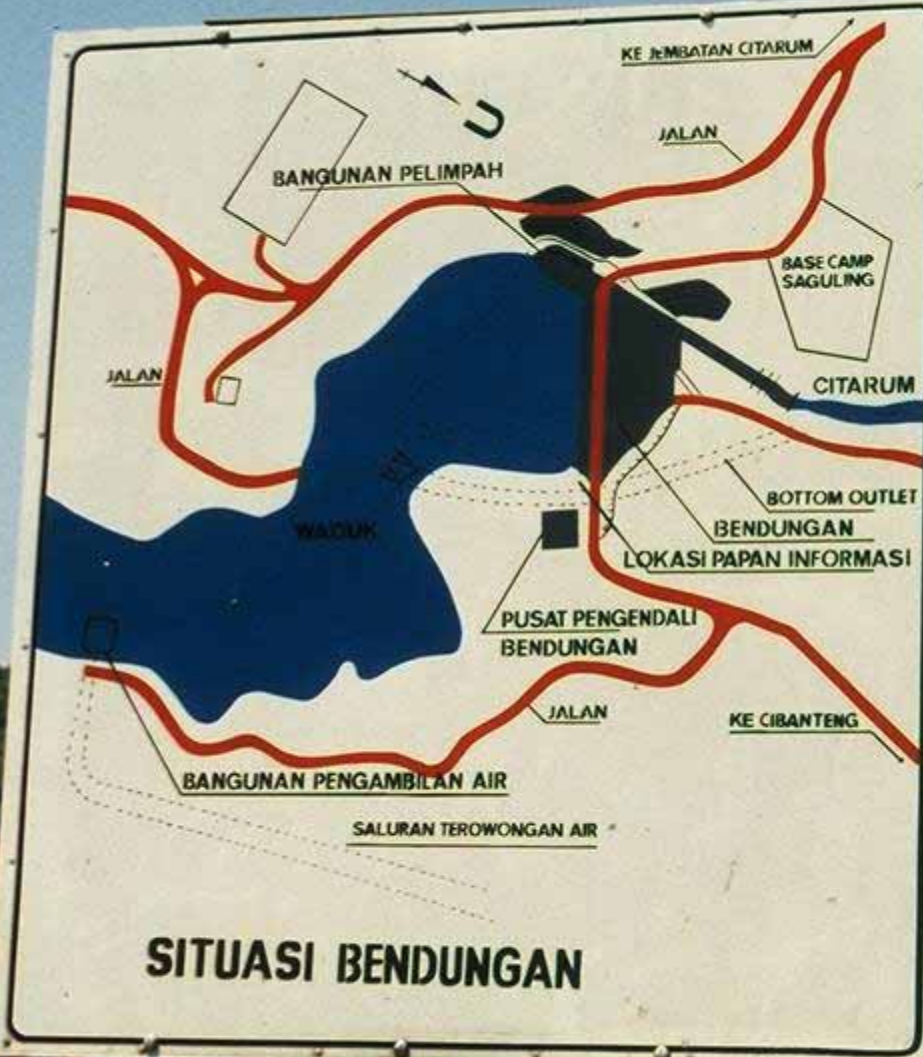 KE JEMBATAN CITARUM
U
JALAN
BANGUNAN PELIMPAH
BASE CAMP
SAGULING
JALAN
CITARUM
BOTTOM OUTLET
WADUK
BENDUNGAN
LOKASI PAPAN INFORMASI
PUSAT PENGENDALI
BENDUNGAN
JALAN
KE CIBANTENG
BANGUNAN PENGAMBILAN AIR
SALURAN TEROWONGAN AIR
SITUASI BENDUNGAN